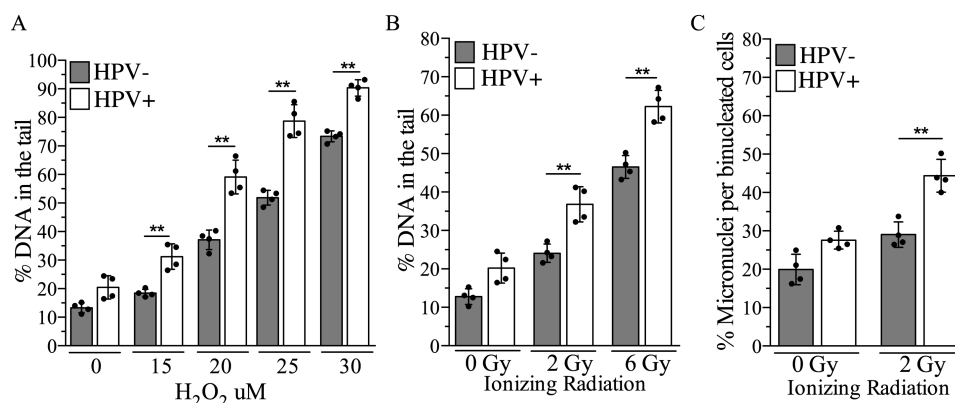 A
% DNA in the tail
100
90
80
70
60
50
40
30
20
10
0
HPV-
HPV+
**
**
**
**
0 15 20 25 30
H₂O₂ uM
B
% DNA in the tail
80
70
60
50
40
30
20
10
0
HPV-
HPV+
**
**
0 Gy 2 Gy 6 Gy
Ionizing Radiation
C
% Micronuclei per binucleated cells
80
70
60
50
40
30
20
10
0
HPV-
HPV+
**
0 Gy 2 Gy
Ionizing Radiation